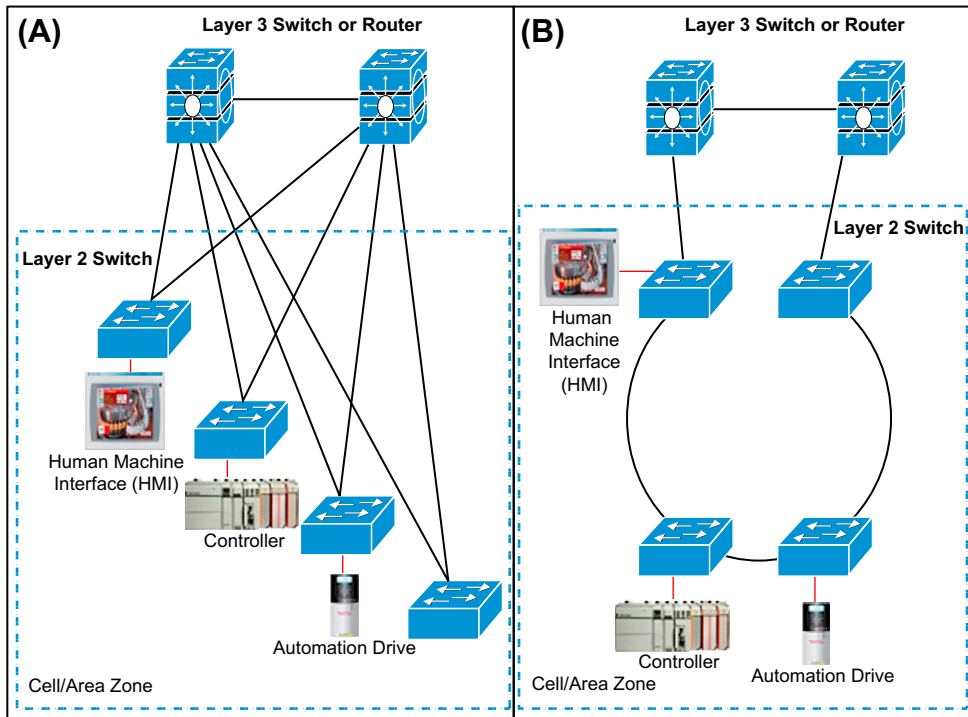 (A)
Layer 3 Switch or Router
Layer 2 Switch
Human Machine
Interface (HMI)
Controller
Automation Drive
Cell/Area Zone
(B)
Layer 3 Switch or Router
Layer 2 Switch
Human
Machine
Interface
(HMI)
Controller
Automation Drive
Cell/Area Zone